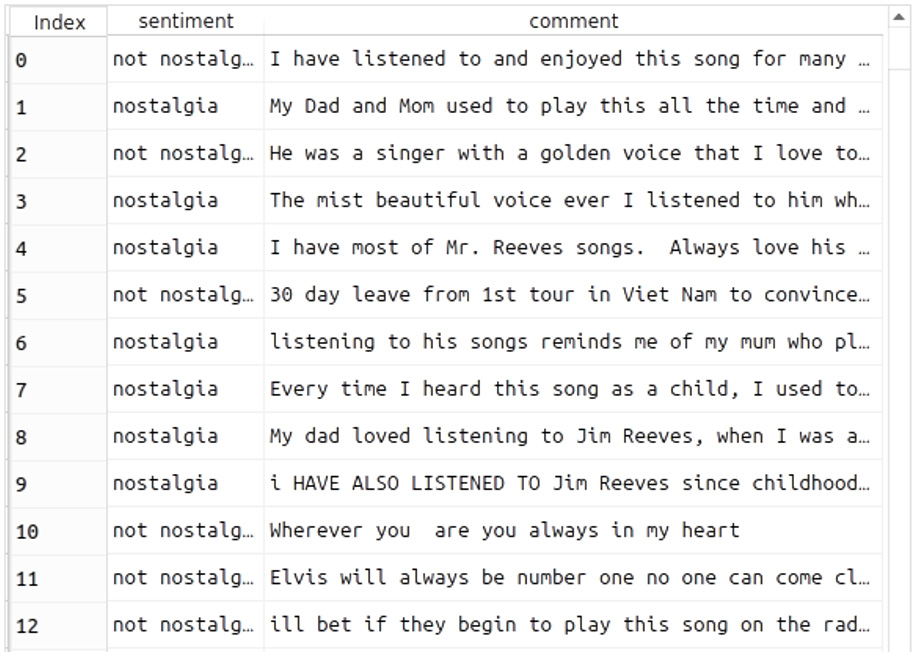 Index sentiment comment
0 not nostalg… I have listened to and enjoyed this song for many …
1 nostalgia My Dad and Mom used to play this all the time and …
2 not nostalg… He was a singer with a golden voice that I love to…
3 nostalgia The mist beautiful voice ever I listened to him wh…
4 nostalgia I have most of Mr. Reeves songs.  Always love his …
5 not nostalg… 30 day leave from 1st tour in Viet Nam to convince…
6 nostalgia listening to his songs reminds me of my mum who pl…
7 nostalgia Every time I heard this song as a child, I used to…
8 nostalgia My dad loved listening to Jim Reeves, when I was a…
9 nostalgia i HAVE ALSO LISTENED TO Jim Reeves since childhood…
10 not nostalg… Wherever you  are you always in my heart
11 not nostalg… Elvis will always be number one no one can come cl…
12 not nostalg… ill bet if they begin to play this song on the rad…